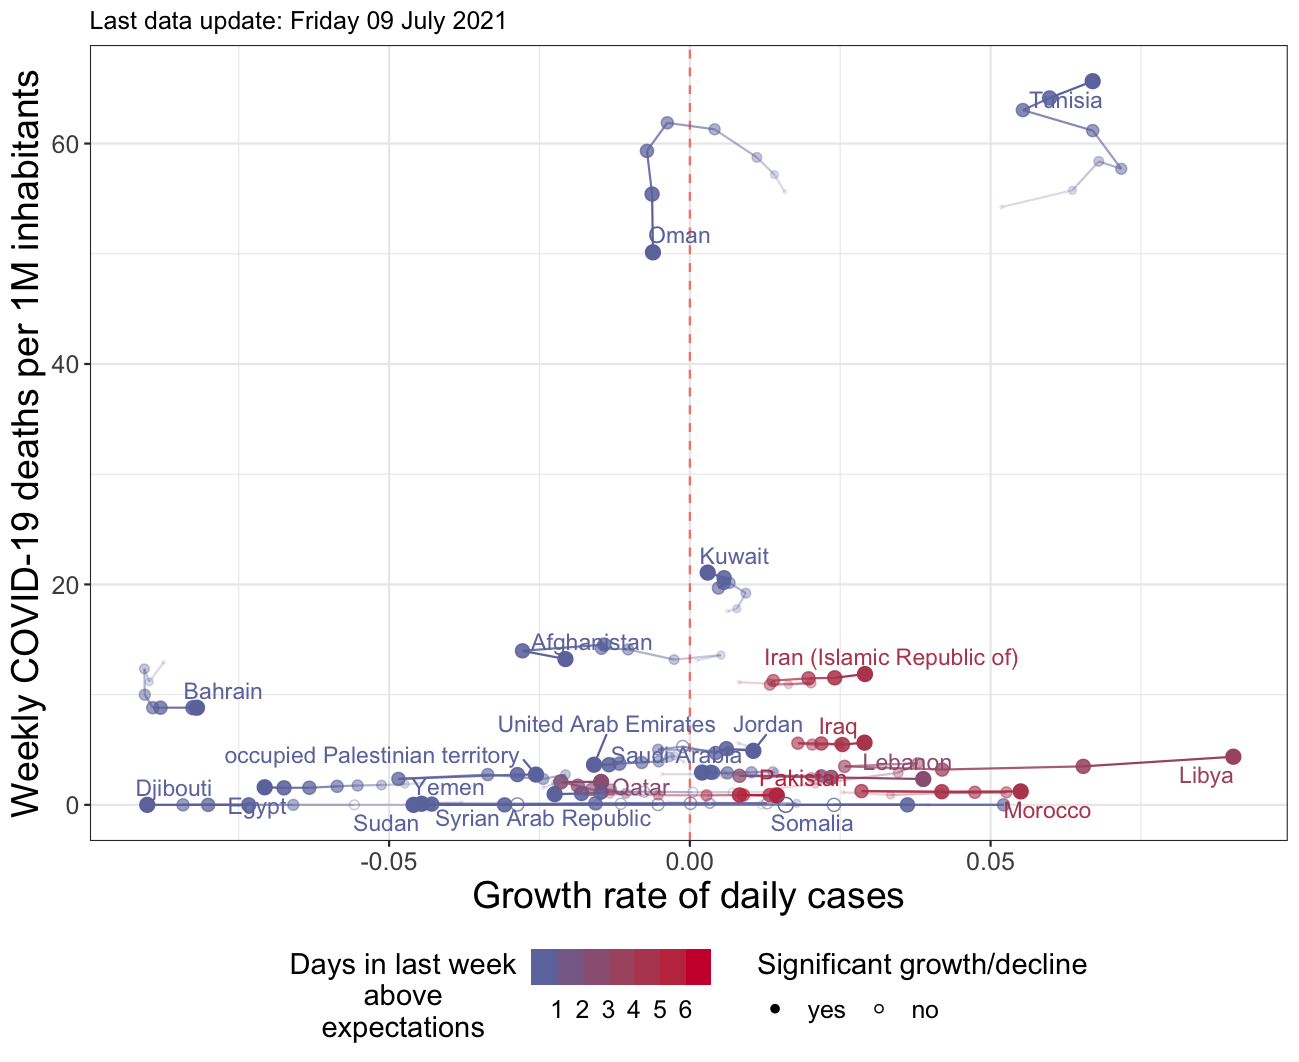 Last data update: Friday 09 July 2021
Weekly COVID-19 deaths per 1M inhabitants
60
40
20
0
Tunisia
Oman
Kuwait
Afghanistan
Iran (Islamic Republic of)
Bahrain
United Arab Emirates
Jordan
Iraq
occupied Palestinian territory
Saudi Arabia
Lebanon
Libya
Djibouti
Yemen
Qatar
Pakistan
Egypt
Sudan
Syrian Arab Republic
Somalia
Morocco
-0.05
0.00
0.05
Growth rate of daily cases
Days in last week
above
expectations
1 2 3 4 5 6
Significant growth/decline
yes
no